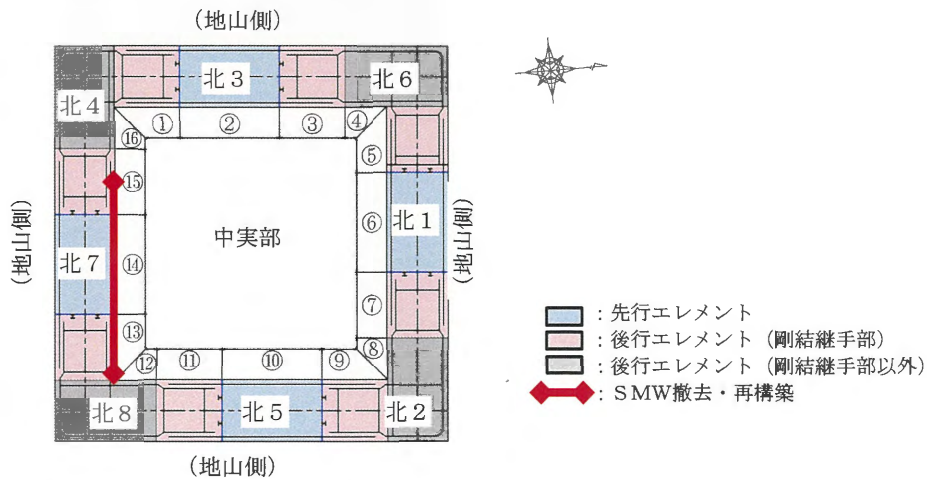 (地山側)
北3
北6
北4
① ② ③ ④
⑯ ⑤
⑮
⑥ 北1
(地山側)
中実部
(地山側)
北7 ⑭
⑦
⑬
⑫ ⑪ ⑩ ⑨ ⑧
北8 北5 北2
(地山側)
:先行エレメント
:後行エレメント(剛結継手部)
:後行エレメント(剛結継手部以外)
:SMW撤去・再構築